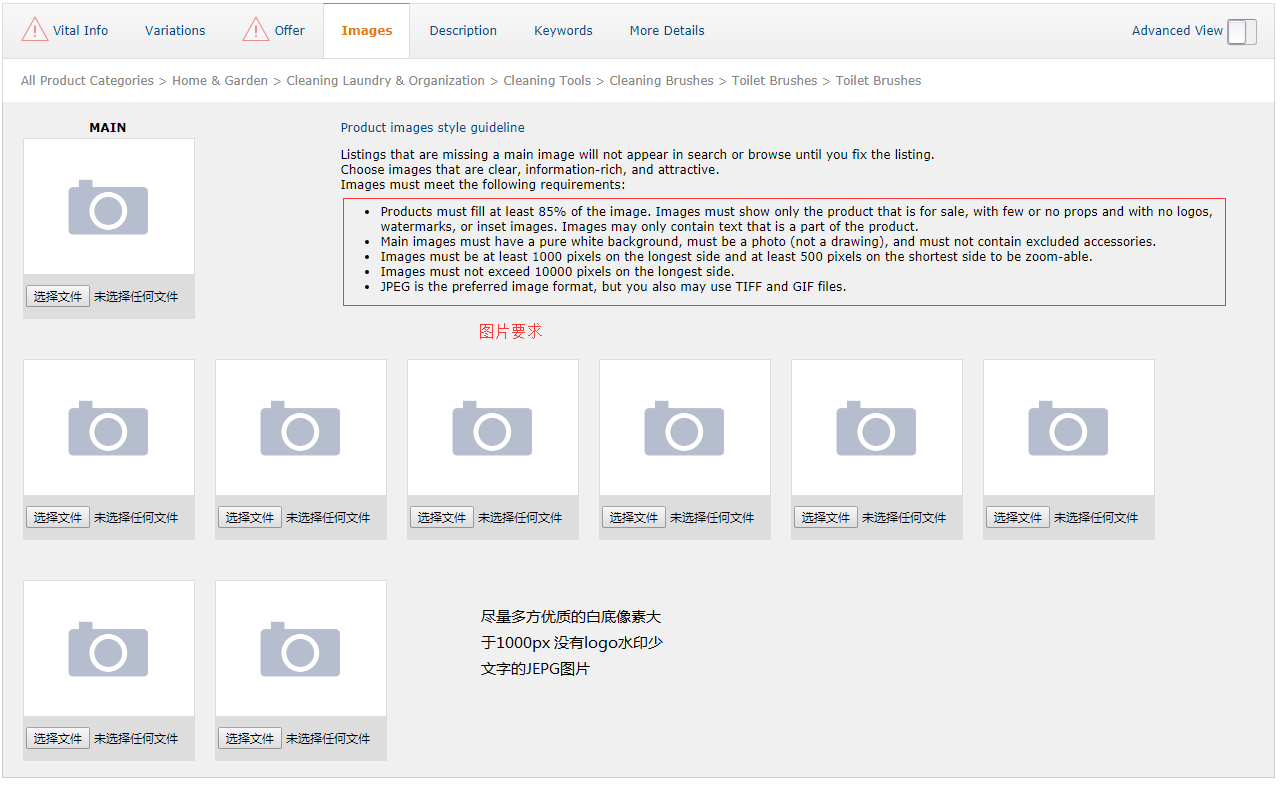 Vital Info Variations Offer Images Description Keywords More Details Advanced View
All Product Categories > Home & Garden > Cleaning Laundry & Organization > Cleaning Tools > Cleaning Brushes > Toilet Brushes > Toilet Brushes
MAIN
选择文件 未选择任何文件
Product images style guideline
Listings that are missing a main image will not appear in search or browse until you fix the listing.
Choose images that are clear, information-rich, and attractive.
Images must meet the following requirements:
• Products must fill at least 85% of the image. Images must show only the product that is for sale, with few or no props and with no logos,
watermarks, or inset images. Images may only contain text that is a part of the product.
• Main images must have a pure white background, must be a photo (not a drawing), and must not contain excluded accessories.
• Images must be at least 1000 pixels on the longest side and at least 500 pixels on the shortest side to be zoom-able.
• Images must not exceed 10000 pixels on the longest side.
• JPEG is the preferred image format, but you also may use TIFF and GIF files.
图片要求
选择文件 未选择任何文件 选择文件 未选择任何文件 选择文件 未选择任何文件 选择文件 未选择任何文件 选择文件 未选择任何文件 选择文件 未选择任何文件
选择文件 未选择任何文件 选择文件 未选择任何文件
尽量多方优质的白底像素大
于1000px 没有logo水印少
文字的JEPG图片